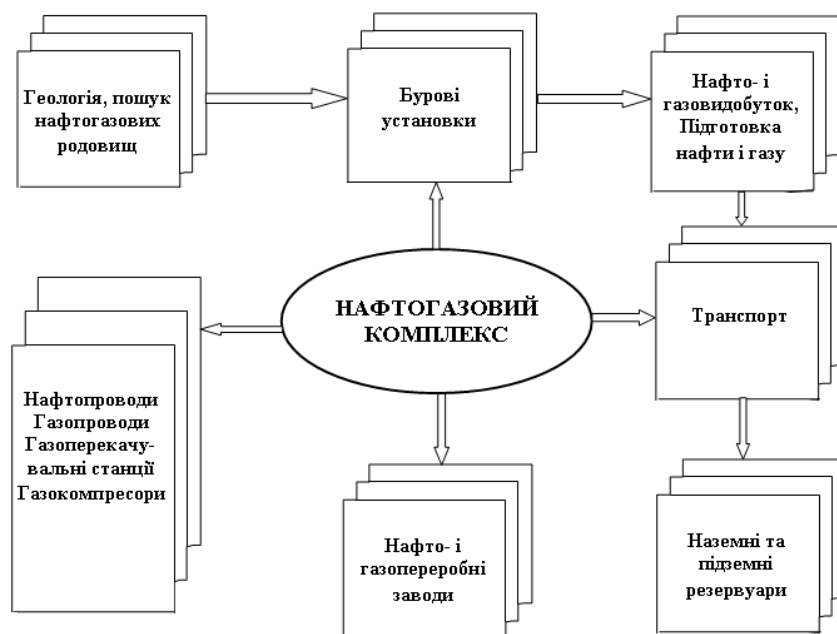 Геологія, пошук
нафтогазових
родовищ
Бурові
установки
Нафто- і
газовидобуток,
Підготовка
нафти і газу
НАФТОГАЗОВИЙ
КОМПЛЕКС
Транспорт
Нафтопроводи
Газопроводи
Газоперекачу-
вальні станції
Газокомпресори
Нафто- і
газопереробні
заводи
Наземні та
підземні
резервуари